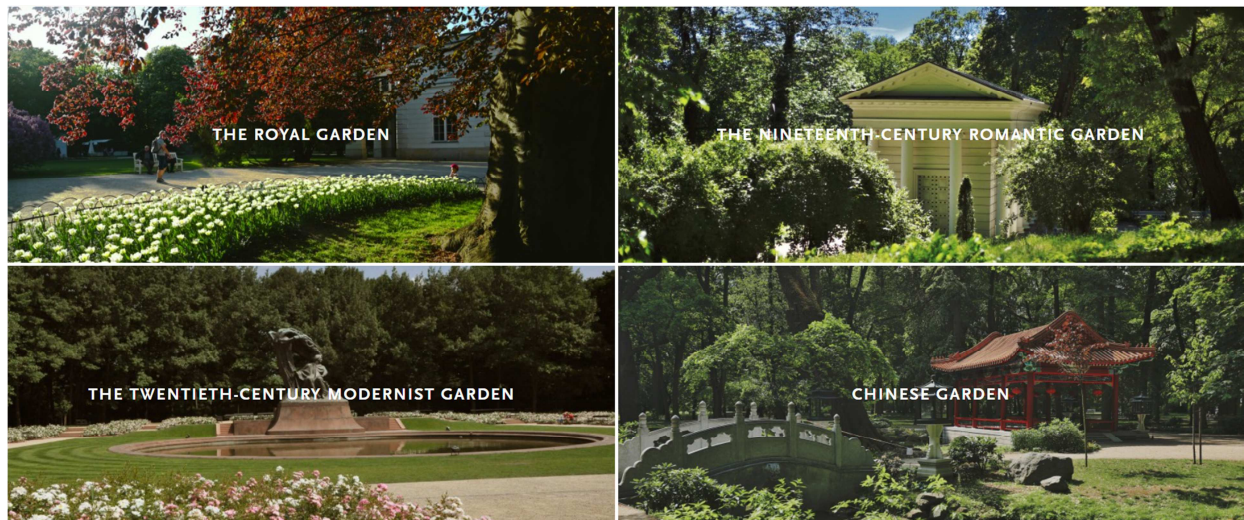 THE ROYAL GARDEN
THE NINETEENTH-CENTURY ROMANTIC GARDEN
THE TWENTIETH-CENTURY MODERNIST GARDEN
CHINESE GARDEN